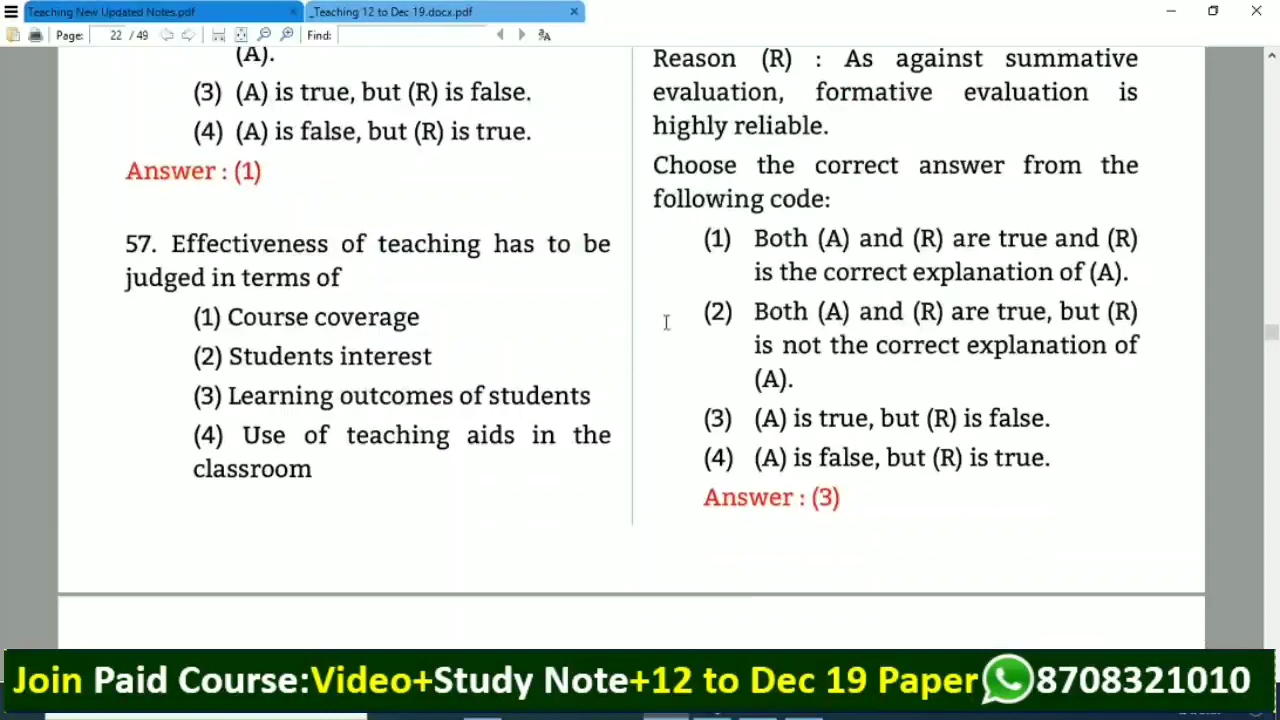 Teaching New Updated Notes.pdf
_Teaching 12 to Dec 19.docx.pdf
Page: 22 / 49 Find:
(A).
(3) (A) is true, but (R) is false.
(4) (A) is false, but (R) is true.
Answer : (1)
57. Effectiveness of teaching has to be
judged in terms of
(1) Course coverage
(2) Students interest
(3) Learning outcomes of students
(4) Use of teaching aids in the
classroom
Reason (R) : As against summative
evaluation, formative evaluation is
highly reliable.
Choose the correct answer from the
following code:
(1) Both (A) and (R) are true and (R)
is the correct explanation of (A).
(2) Both (A) and (R) are true, but (R)
is not the correct explanation of
(A).
(3) (A) is true, but (R) is false.
(4) (A) is false, but (R) is true.
Answer : (3)
Join Paid Course:Video+Study Note+12 to Dec 19 Paper 8708321010